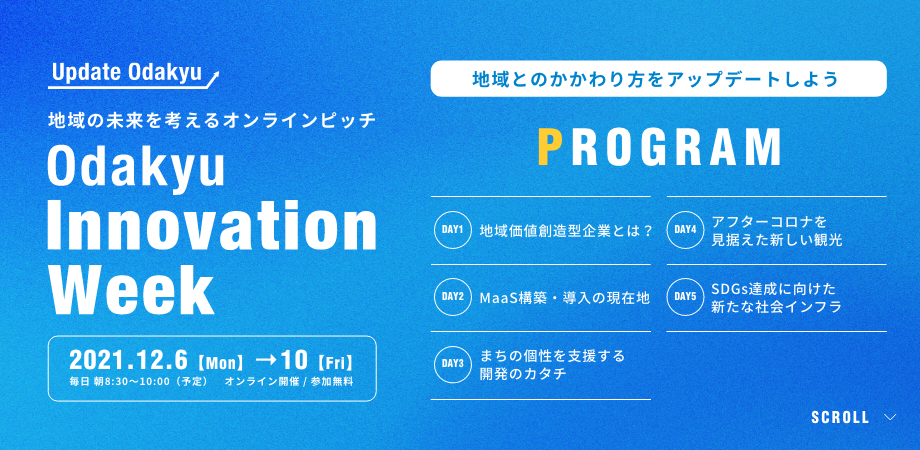 Update Odakyu
地域の未来を考えるオンラインピッチ
Odakyu
Innovation
Week
2021.12.6【Mon】→10【Fri】
毎日 朝8:30〜10:00（予定） オンライン開催 / 参加無料
地域とのかかわり方をアップデートしよう
PROGRAM
DAY1 地域価値創造型企業とは？
DAY2 MaaS構築・導入の現在地
DAY3 まちの個性を支援する
開発のカタチ
DAY4 アフターコロナを
見据えた新しい観光
DAY5 SDGs達成に向けた
新たな社会インフラ
SCROLL